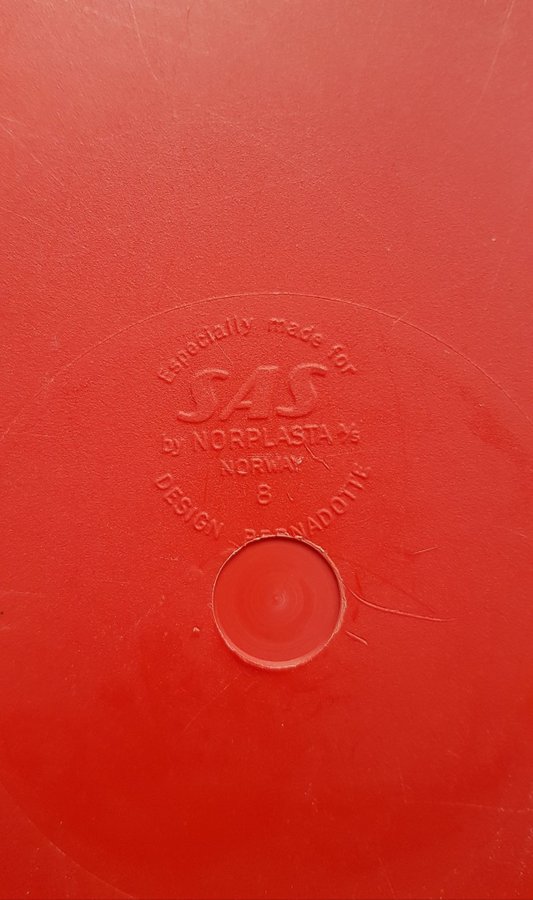 Especially made for
SAS
by NORPLASTA A/S
NORWAY
8
DESIGN BERNADOTTE